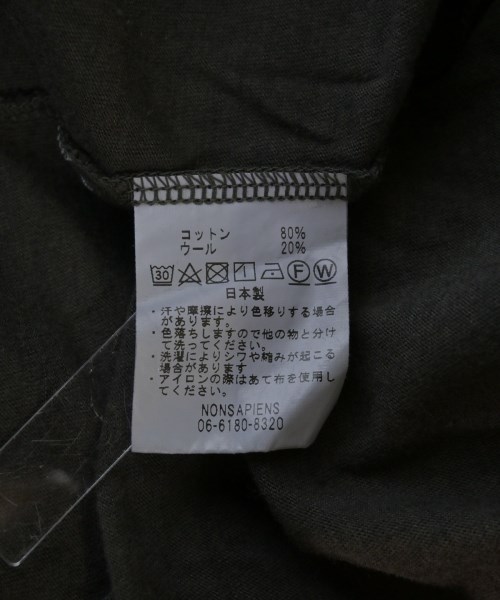 コットン 80%
ウール 20%
30 F W
日本製
・汗や摩擦により色移りする場合
があります。
・色落ちしますので他の物と分け
て洗ってください。
・洗濯によりシワや縮みが起こる
場合があります
・アイロンの際はあて布を使用し
てください。
NONSAPIENS
06-6180-8320